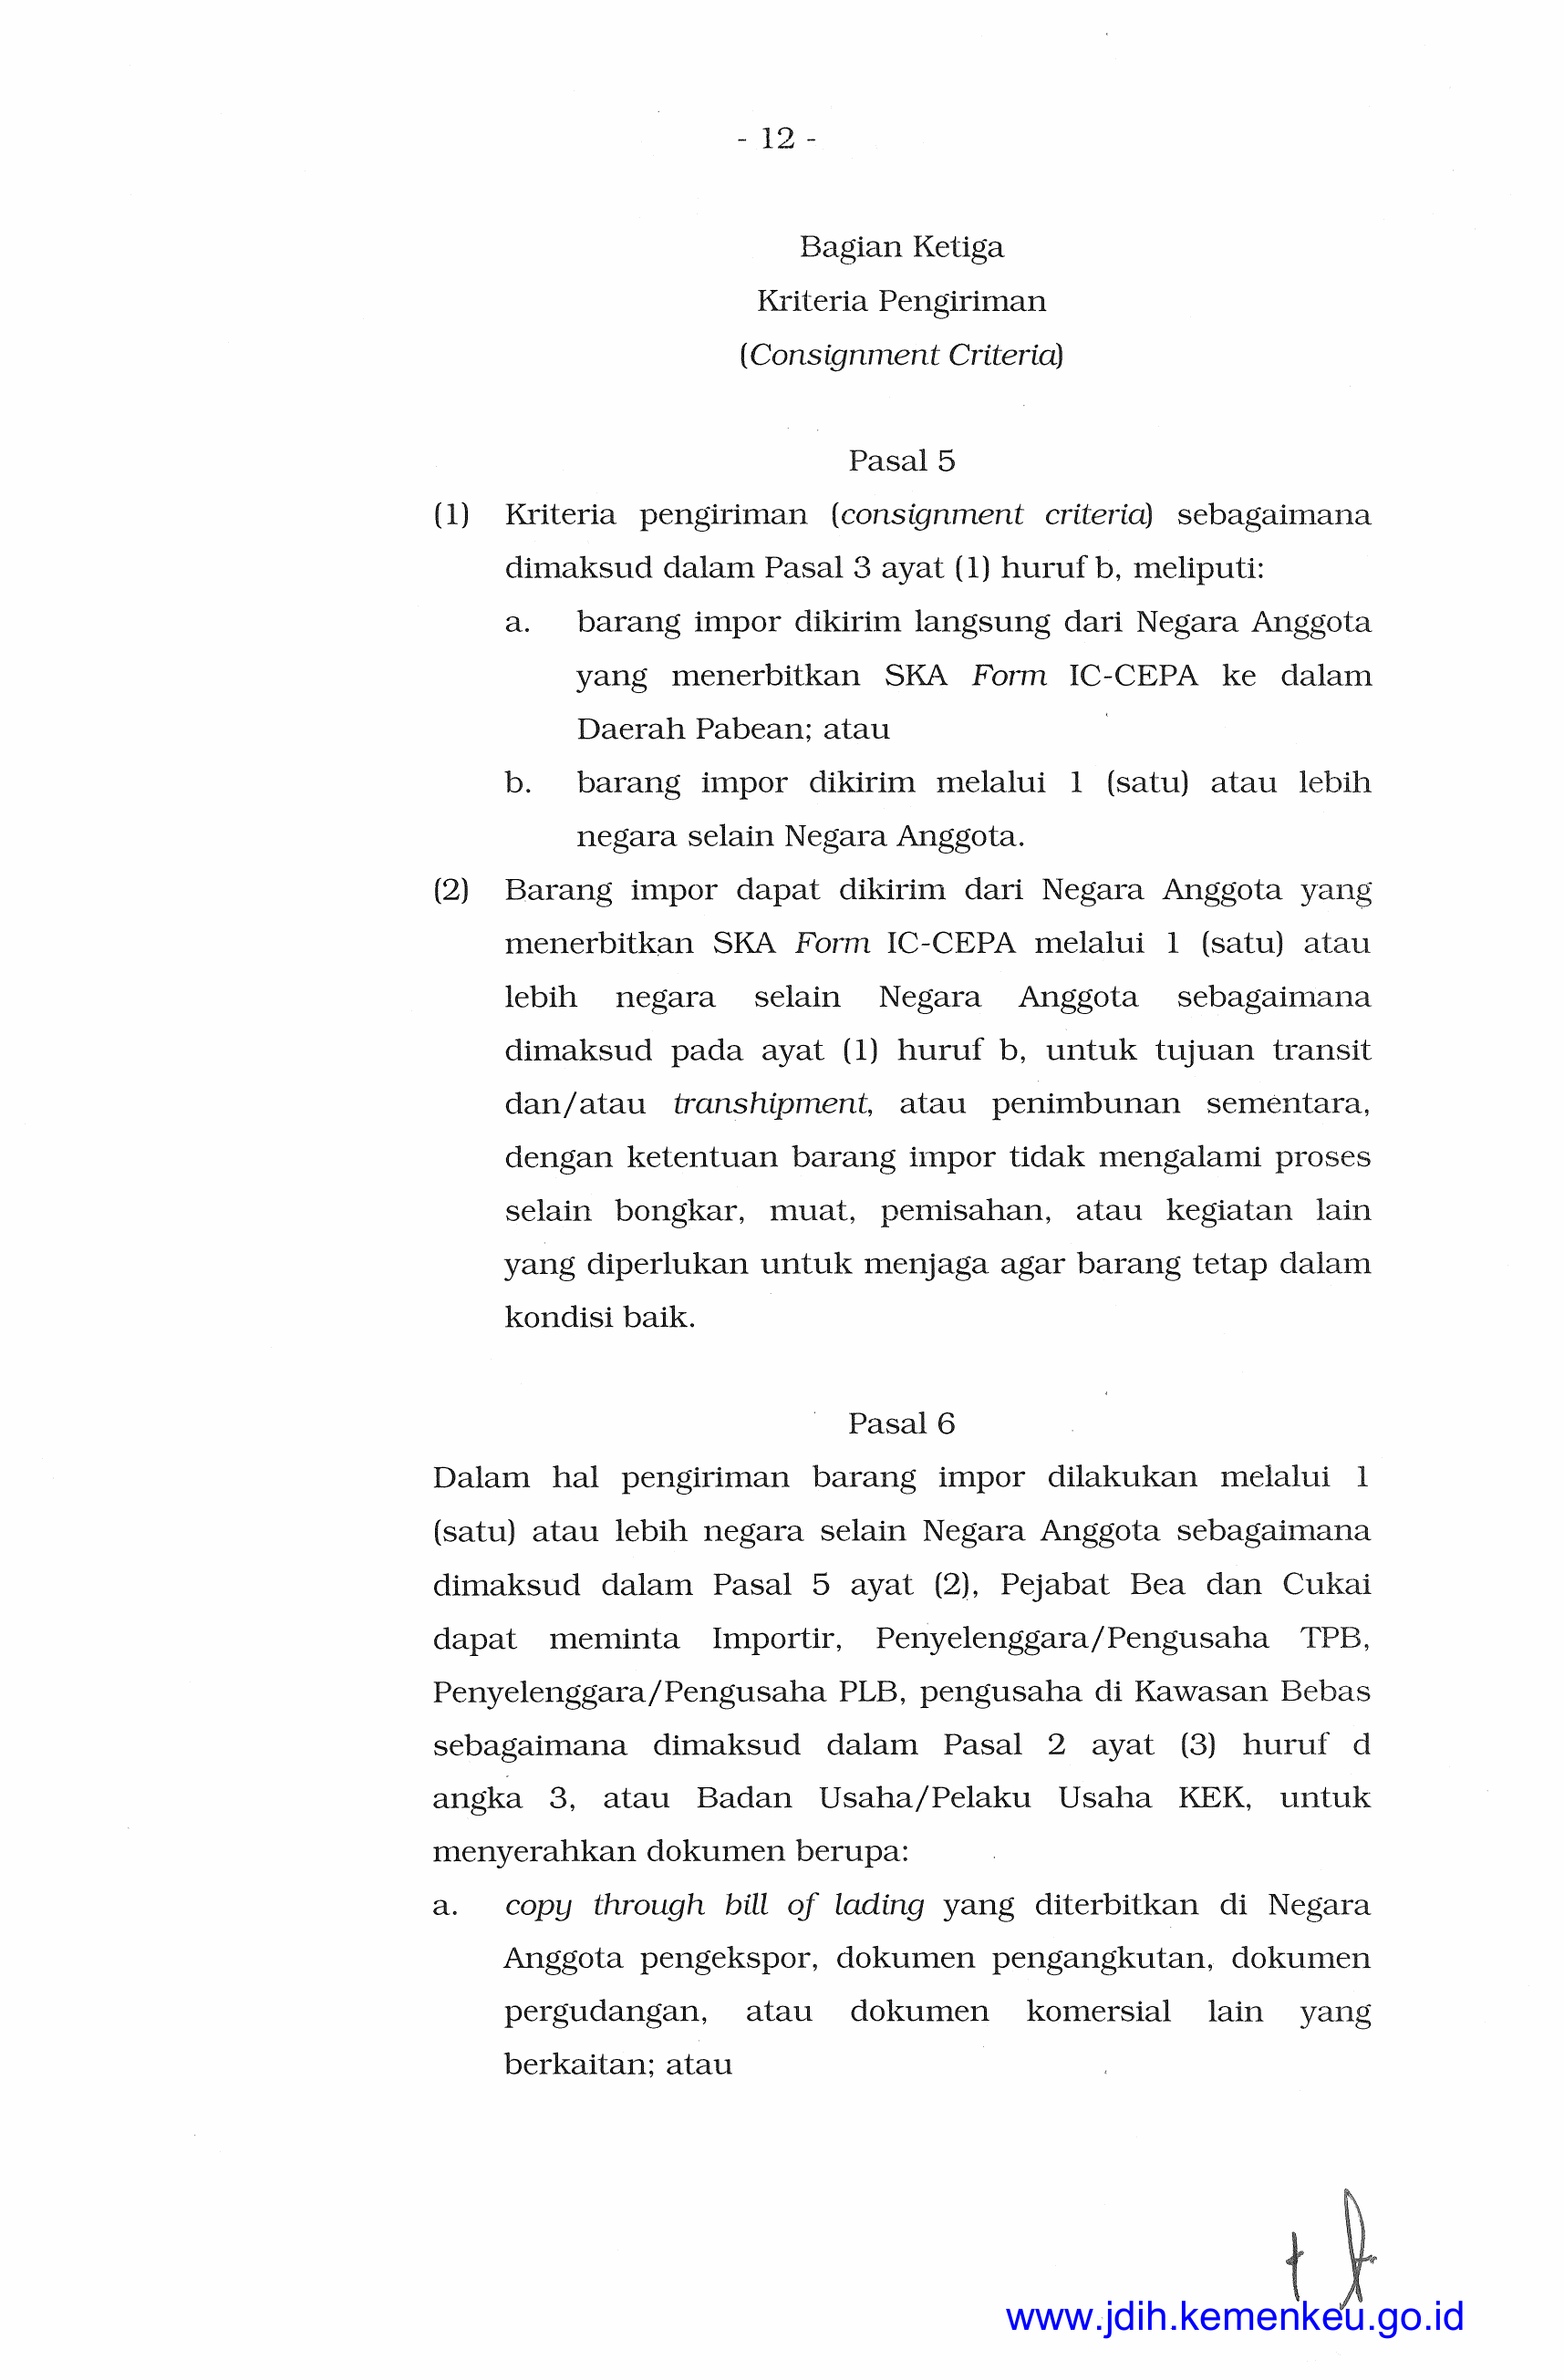 - 12 -
Bagian Ketiga
Kriteria Pengiriman
(Consignment Criteria)
Pasal 5
(1) Kriteria pengiriman (consignment criteria) sebagaimana
dimaksud dalam Pasal 3 ayat (1) huruf b, meliputi:
a. barang impor dikirim langsung dari Negara Anggota
yang menerbitkan SKA Form IC-CEPA ke dalam
Daerah Pabean; atau
b. barang impor dikirim melalui 1 (satu) atau lebih
negara selain Negara Anggota.
(2) Barang impor dapat dikirim dari Negara Anggota yang
menerbitkan SKA Form IC-CEPA melalui 1 (satu) atau
lebih negara selain Negara Anggota sebagaimana
dimaksud pada ayat (1) huruf b, untuk tujuan transit
dan/atau transhipment, atau penimbunan sementara,
dengan ketentuan barang impor tidak mengalami proses
selain bongkar, muat, pemisahan, atau kegiatan lain
yang diperlukan untuk menjaga agar barang tetap dalam
kondisi baik.
Pasal 6
Dalam hal pengiriman barang impor dilakukan melalui 1
(satu) atau lebih negara selain Negara Anggota sebagaimana
dimaksud dalam Pasal 5 ayat (2), Pejabat Bea dan Cukai
dapat meminta Importir, Penyelenggara/Pengusaha TPB,
Penyelenggara/Pengusaha PLB, pengusaha di Kawasan Bebas
sebagaimana dimaksud dalam Pasal 2 ayat (3) huruf d
angka 3, atau Badan Usaha/Pelaku Usaha KEK, untuk
menyerahkan dokumen berupa:
a. copy through bill of lading yang diterbitkan di Negara
Anggota pengekspor, dokumen pengangkutan, dokumen
pergudangan, atau dokumen komersial lain yang
berkaitan; atau
www.jdih.kemenkeu.go.id